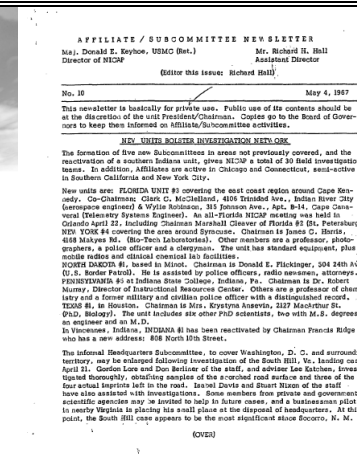 AFFILIATE / SUBCOMMITTEE NEWSLETTER
Maj. Donald E. Keyhoe, USMC (Ret.) Mr. Richard H. Hall
Director of NICAP Assistant Director
(Editor this issue: Richard Hall)
No. 10 May 4, 1967
This newsletter is basically for private use. Public use of its contents should be
at the discretion of the unit President/Chairman. Copies go to the Board of Gover-
nors to keep them informed on Affiliate/Subcommittee activities.
NEW UNITS BOLSTER INVESTIGATION NETWORK
The formation of five new Subcommittees in areas not previously covered, and the
reactivation of a southern Indiana unit, gives NICAP a total of 30 field investigatio
teams. In addition, Affiliates are active in Chicago and Connecticut, semi-active
in Southern California and New York City.
New units are: FLORIDA UNIT #3 covering the east coast region around Cape Ken-
nedy. Co-Chairmen: Clark C. McClelland, 4106 Trinidad Ave., Indian River City
(Aerospace engineer) & Wylie Robinson, 315 Johnson Ave., Apt. B-14, Cape Cana-
veral (Telemetry Systems Engineer). An all-Florida NICAP meeting was held in
Orlando April 22, including Chairman Marshall Cleaver of Florida #2 (St. Petersburg
NEW YORK #4 covering the area around Syracuse. Chairman is James C. Harris,
4168 Makyes Rd. (Bio-Tech Laboratories). Other members are a professor, photo-
graphers, a police officer and a clergyman. The unit has standard equipment, plus
mobile radios and clinical chemical lab facilities.
NORTH DAKOTA #1, based in Minot. Chairman is Donald E. Flickinger, 504 24th Av
(U.S. Border Patrol). He is assisted by police officers, radio newsmen, attorneys.
PENNSYLVANIA #5 at Indiana State College, Indiana, Pa. Chairman is Dr. Robert
Murray, Director of Instructional Resources Center. Others are a professor of chem
istry and a former military and civilian police officer with a distinguished record.
TEXAS #1, in Houston. Chairman is Mrs. Krystyna Ansevin, 2127 MacArthur St.
(PhD, Biology). The unit includes six other PhD scientists, two with M.S. degrees
an engineer and an M.D.
In Vincennes, Indiana, INDIANA #1 has been reactivated by Chairman Francis Ridge
who has a new address: 808 North 10th Street.
The informal Headquarters Subcommittee, to cover Washington, D. C. and surroundi
territory, may be enlarged following investigation of the South Hill, Va. landing cas
April 21. Gordon Lore and Don Berliner of the staff, and adviser Lee Katchen, inves
tigated thoroughly, obtaining samples of the scorched road surface and three of the
four actual imprints left in the road. Isabel Davis and Stuart Nixon of the staff
have also assisted with investigations. Some members from private and government
scientific agencies may be invited to help in future cases, and a businessman pilot
in nearby Virginia is placing his small plane at the disposal of headquarters. At this
point, the South Hill case appears to be the most significant since Socorro, N. M.
(OVER)